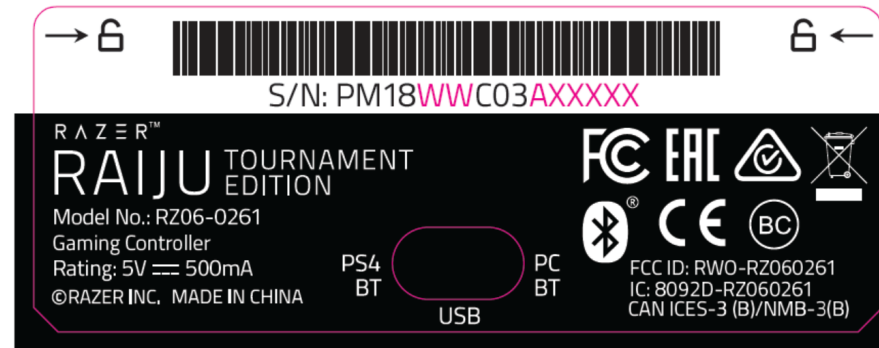 S/N: PM18WWC03AXXXXX
RAZER™
RAIJU TOURNAMENT EDITION
Model No.: RZ06-0261
Gaming Controller
Rating: 5V ⎓ 500mA
©RAZER INC. MADE IN CHINA
PS4 BT
USB
PC BT
FC EAC
® CE BC
FCC ID: RWO-RZ060261
IC: 8092D-RZ060261
CAN ICES-3 (B)/NMB-3(B)